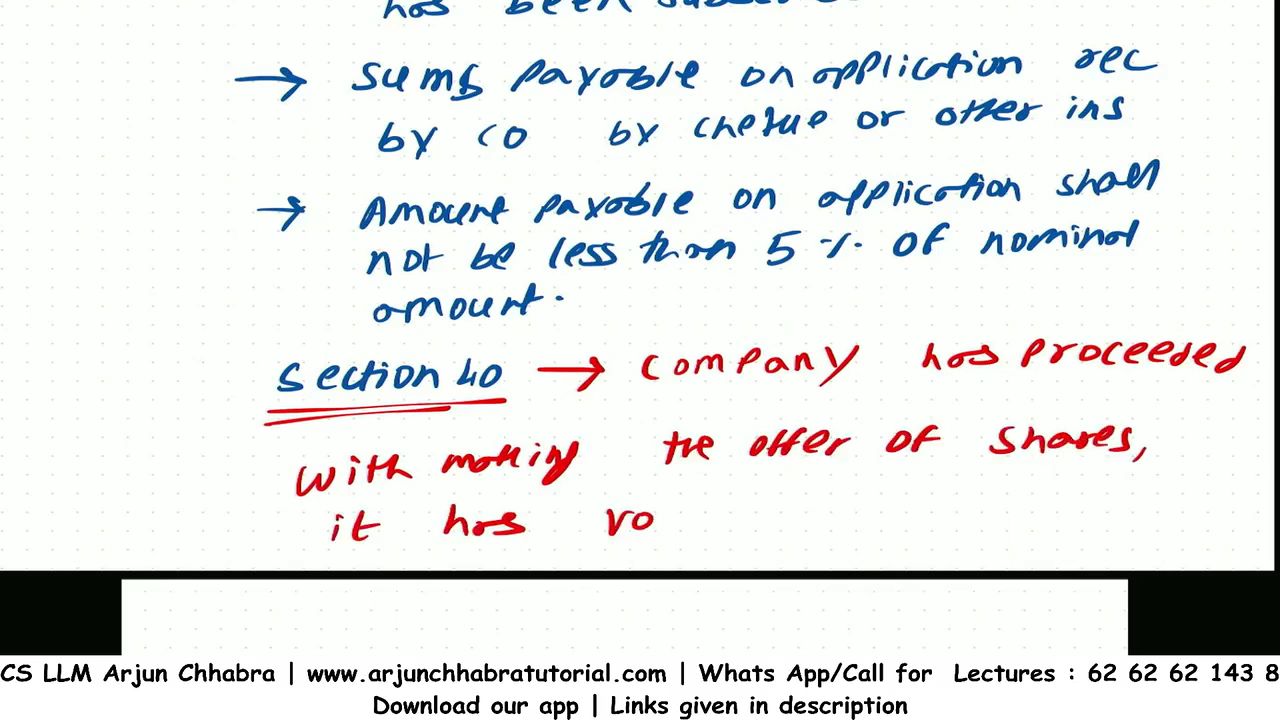 has been
→ Sums payable on application rec
by co by cheque or other ins
→ Amount payable on application shall
not be less than 5 % of nominal
amount.
Section 40 → Company has proceeded
with making the offer of shares,
it has ro
CS LLM Arjun Chhabra | www.arjunchhabratutorial.com | Whats App/Call for Lectures : 62 62 62 143 8
Download our app | Links given in description